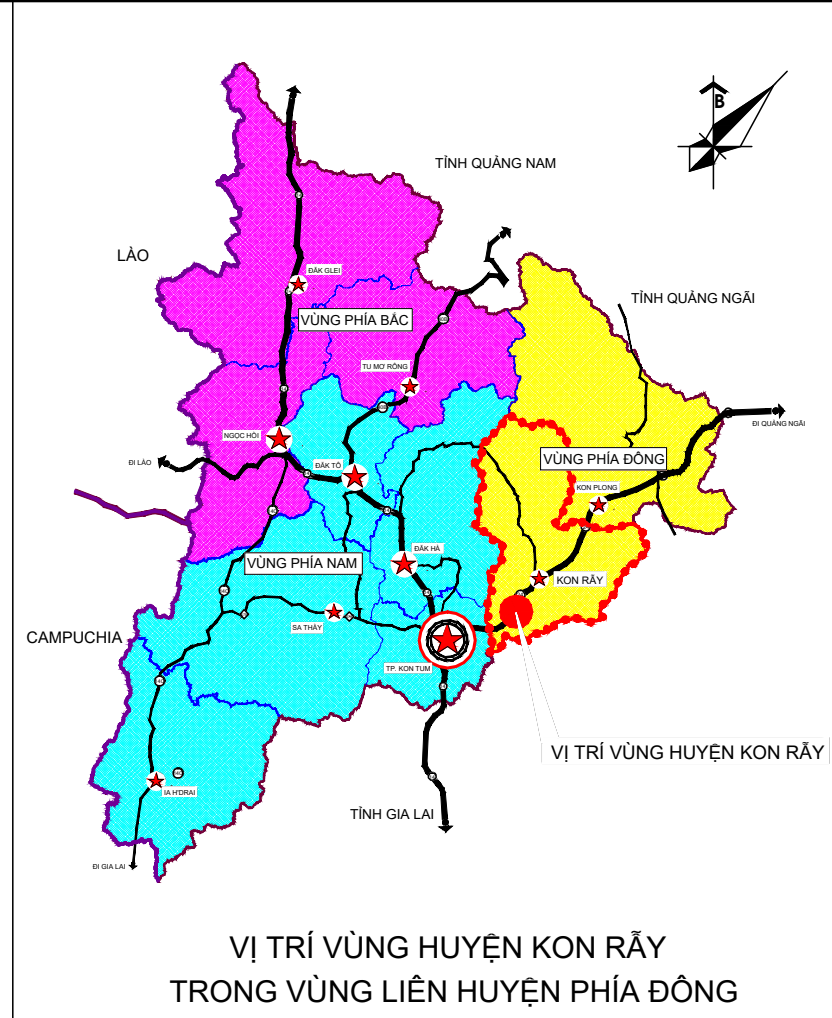 B
TỈNH QUẢNG NAM
LÀO
ĐĂK GLEI
TỈNH QUẢNG NGÃI
VÙNG PHÍA BẮC
TU MƠ RÔNG
ĐI QUẢNG NGÃI
NGỌC HỒI
VÙNG PHÍA ĐÔNG
ĐI LÀO
ĐĂK TÔ
KON PLONG
ĐĂK HÀ
VÙNG PHÍA NAM
KON RẪY
SA THẦY
CAMPUCHIA
TP. KON TUM
VỊ TRÍ VÙNG HUYỆN KON RẪY
IA H'DRAI
TỈNH GIA LAI
ĐI GIA LAI
VỊ TRÍ VÙNG HUYỆN KON RẪY
TRONG VÙNG LIÊN HUYỆN PHÍA ĐÔNG